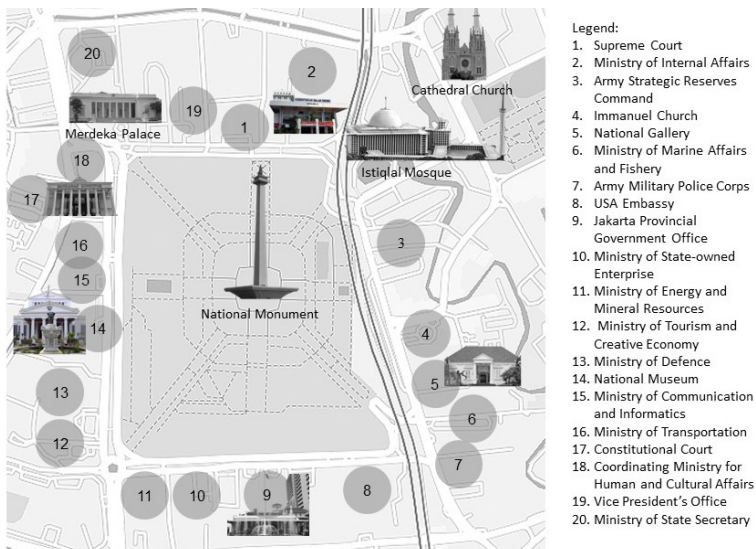 20
2
Cathedral Church
19
Merdeka Palace
1
18
Istiqlal Mosque
17
16
3
15
National Monument
14
4
5
13
6
12
7
11
10
9
8
Legend:
1. Supreme Court
2. Ministry of Internal Affairs
3. Army Strategic Reserves
Command
4. Immanuel Church
5. National Gallery
6. Ministry of Marine Affairs
and Fishery
7. Army Military Police Corps
8. USA Embassy
9. Jakarta Provincial
Government Office
10. Ministry of State-owned
Enterprise
11. Ministry of Energy and
Mineral Resources
12. Ministry of Tourism and
Creative Economy
13. Ministry of Defence
14. National Museum
15. Ministry of Communication
and Informatics
16. Ministry of Transportation
17. Constitutional Court
18. Coordinating Ministry for
Human and Cultural Affairs
19. Vice President's Office
20. Ministry of State Secretary